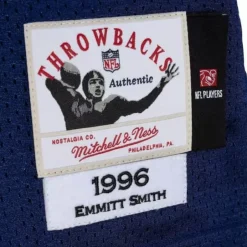 THROWBACKS
NFL
Authentic
NFL PLAYERS
NOSTALGIA CO.
Mitchell & Ness
PHILADELPHIA, PA.
1996
EMMITT SMITH